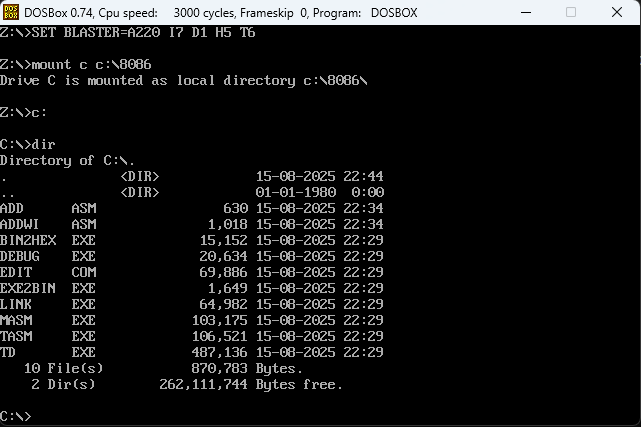 DOSBox 0.74, Cpu speed: 3000 cycles, Frameskip 0, Program: DOSBOX
Z:\>SET BLASTER=A220 I7 D1 H5 T6
Z:\>mount c c:\8086
Drive C is mounted as local directory c:\8086\
Z:\>c:
C:\>dir
Directory of C:\.
. <DIR> 15-08-2025 22:44
.. <DIR> 01-01-1980 0:00
ADD ASM 630 15-08-2025 22:34
ADDWI ASM 1,018 15-08-2025 22:34
BIN2HEX EXE 15,152 15-08-2025 22:29
DEBUG EXE 20,634 15-08-2025 22:29
EDIT COM 69,886 15-08-2025 22:29
EXE2BIN EXE 1,649 15-08-2025 22:29
LINK EXE 64,982 15-08-2025 22:29
MASM EXE 103,175 15-08-2025 22:29
TASM EXE 106,521 15-08-2025 22:29
TD EXE 487,136 15-08-2025 22:29
10 File(s) 870,783 Bytes.
2 Dir(s) 262,111,744 Bytes free.
C:\>